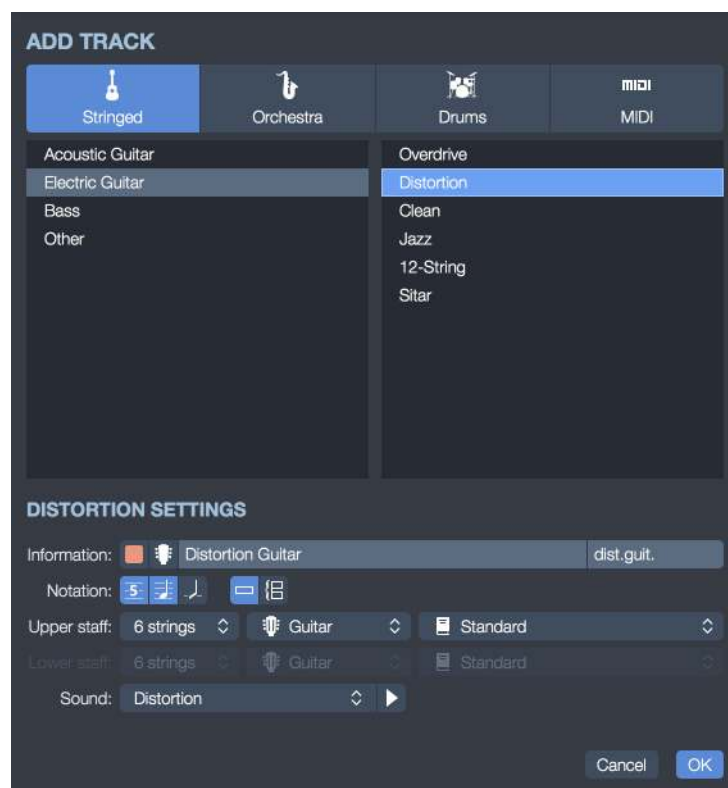 ADD TRACK
Stringed Orchestra Drums MIDI MIDI
Acoustic Guitar
Electric Guitar
Bass
Other
Overdrive
Distortion
Clean
Jazz
12-String
Sitar
DISTORTION SETTINGS
Information: Distortion Guitar dist.guit.
Notation: 5
Upper staff: 6 strings Guitar Standard
Lower staff: 6 strings Guitar Standard
Sound: Distortion
Cancel OK